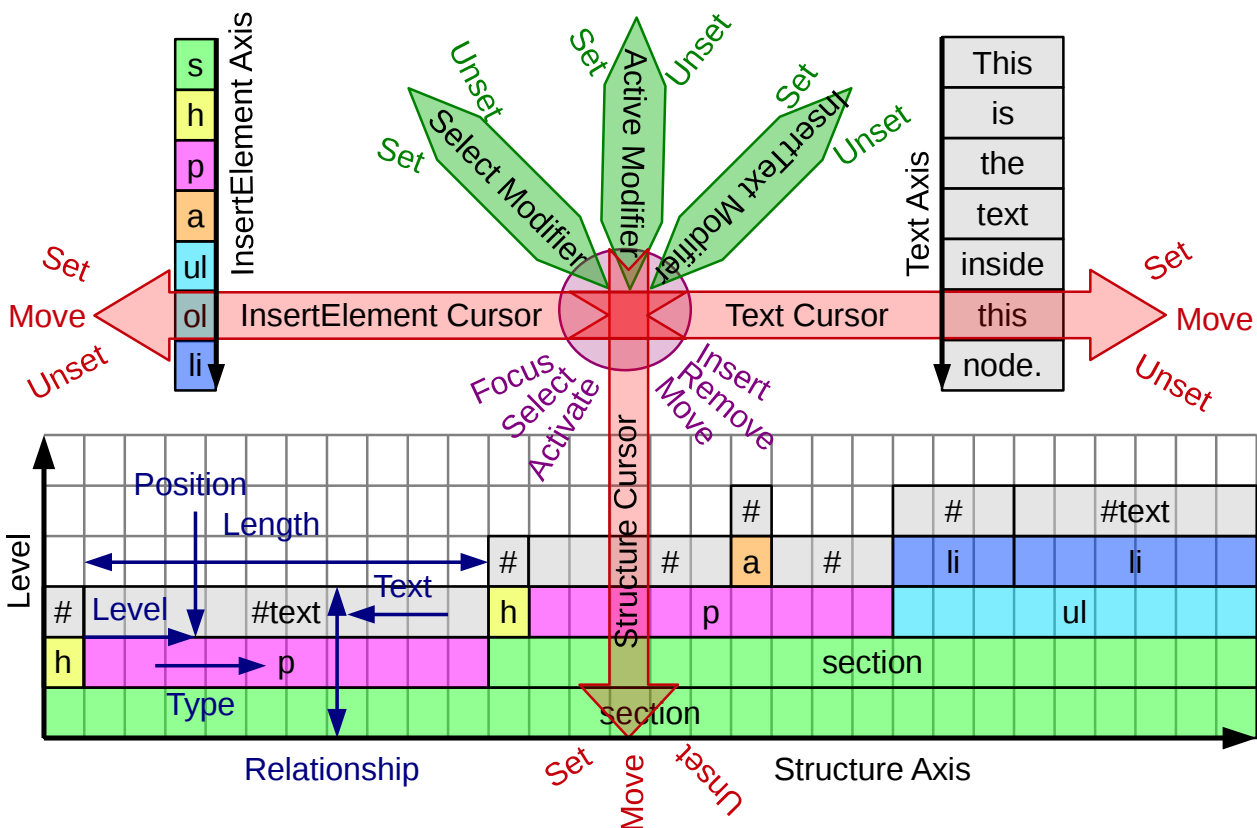 s
h
p
a
ul
ol
li
InsertElement Axis
Set
Unset
Select Modifier
Set
Unset
Active Modifier
Set
Unset
InsertText Modifier
This
is
the
text
inside
this
node.
Text Axis
Set
Move
Unset
InsertElement Cursor
Text Cursor
Set
Move
Unset
Focus
Select
Activate
Insert
Remove
Move
Structure Cursor
Level
Position
Length
Level
Text
Type
Relationship
# #text
# #
# #
# #text
h p
h p
a
li li
ul
section
section
Set
Move
Unset
Structure Axis